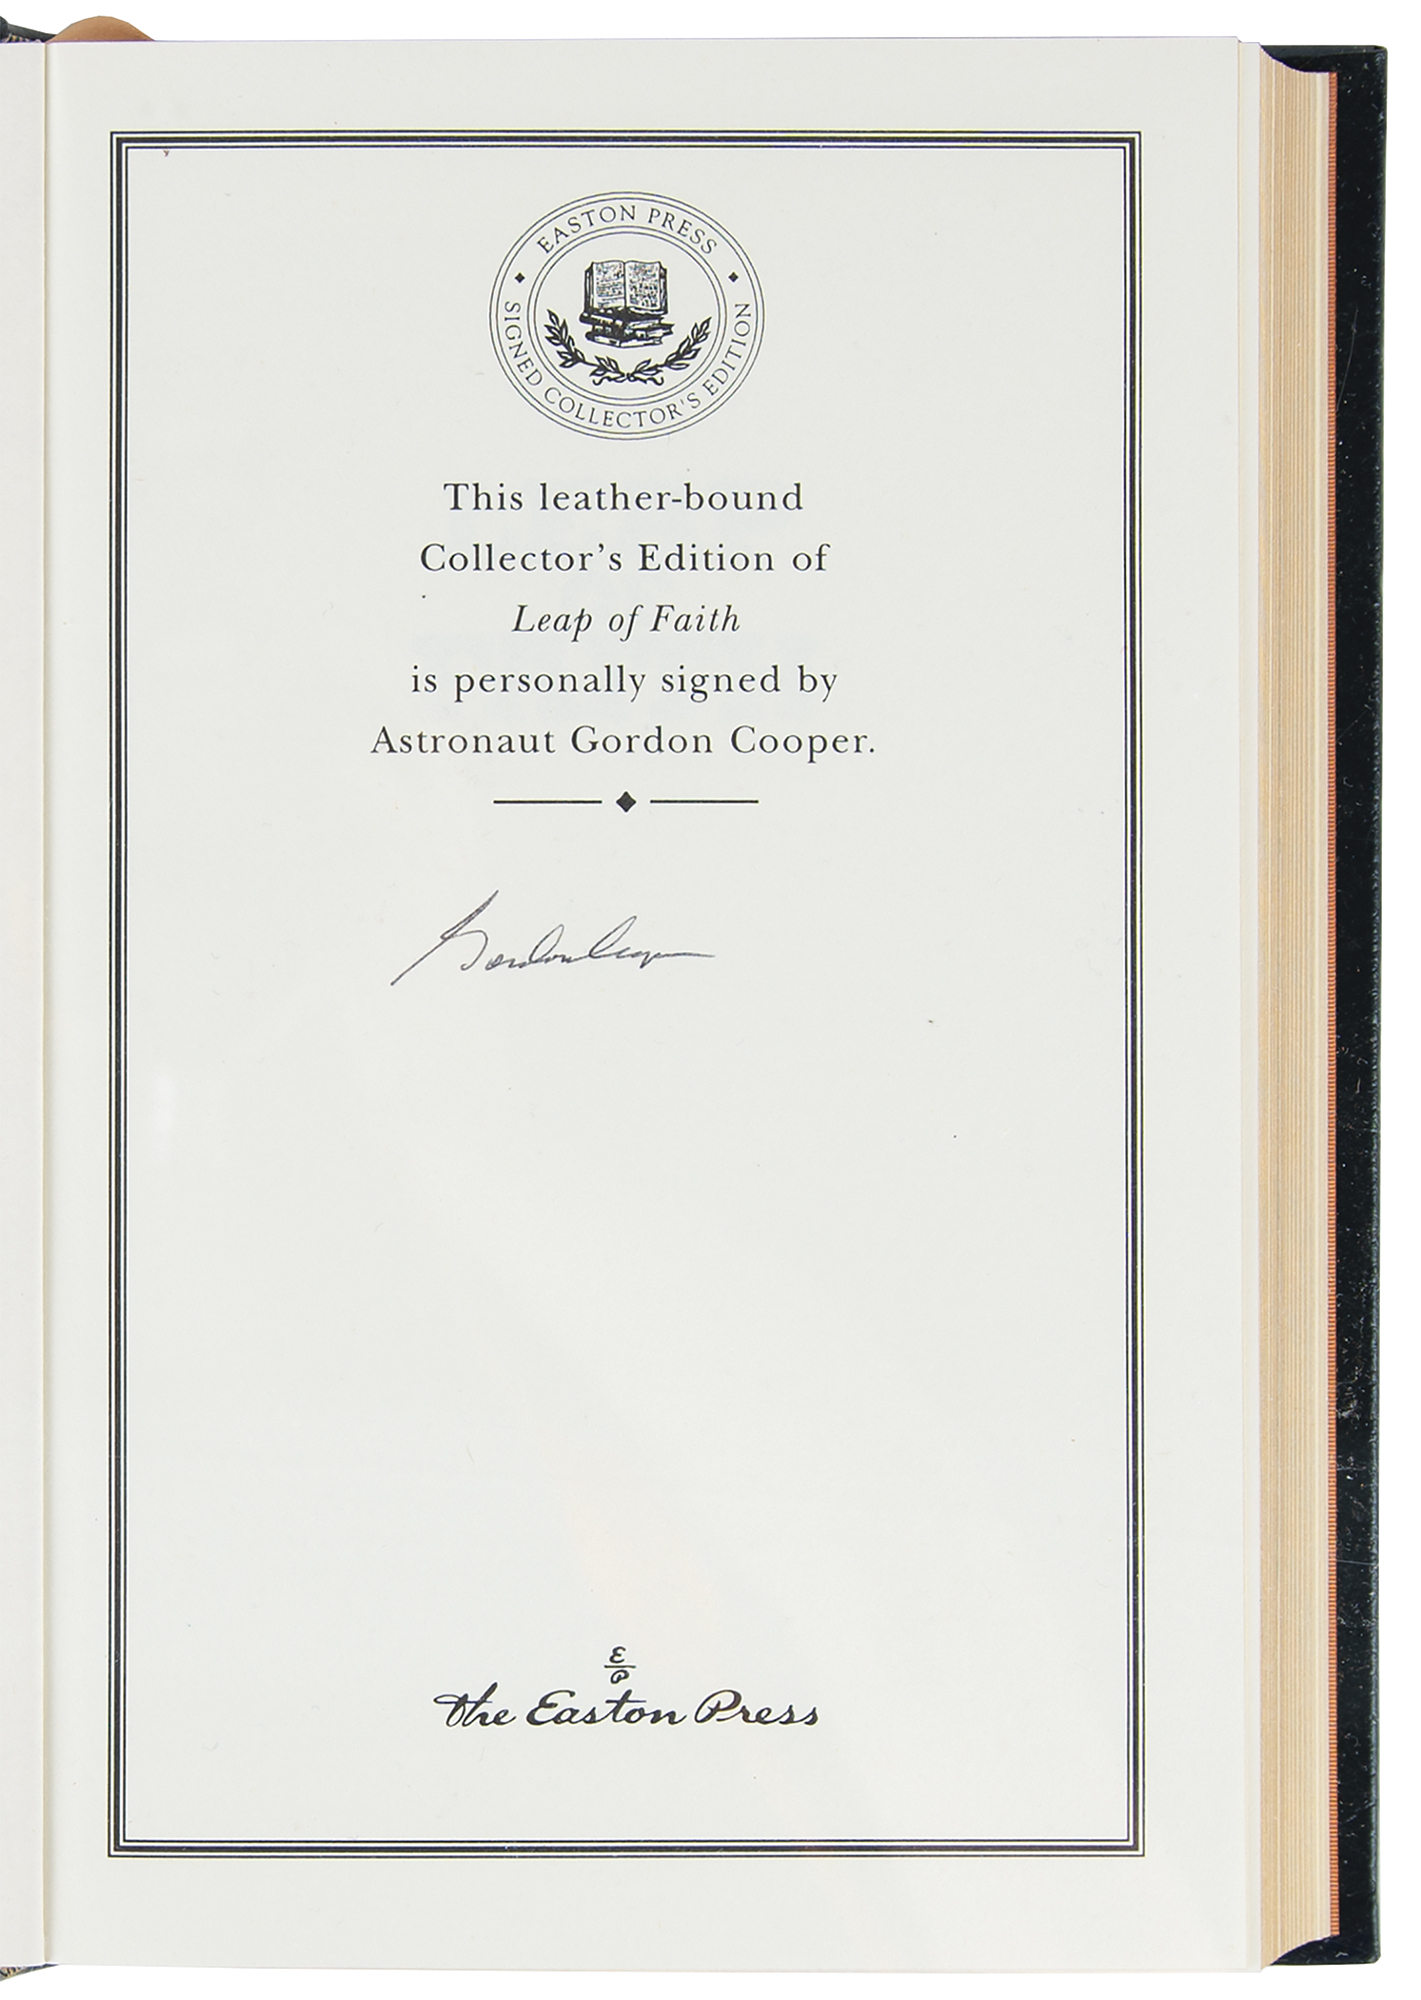 EASTON PRESS
SIGNED COLLECTOR'S EDITION
This leather-bound
Collector's Edition of
Leap of Faith
is personally signed by
Astronaut Gordon Cooper.
Gordon Cooper
E
P
The Easton Press